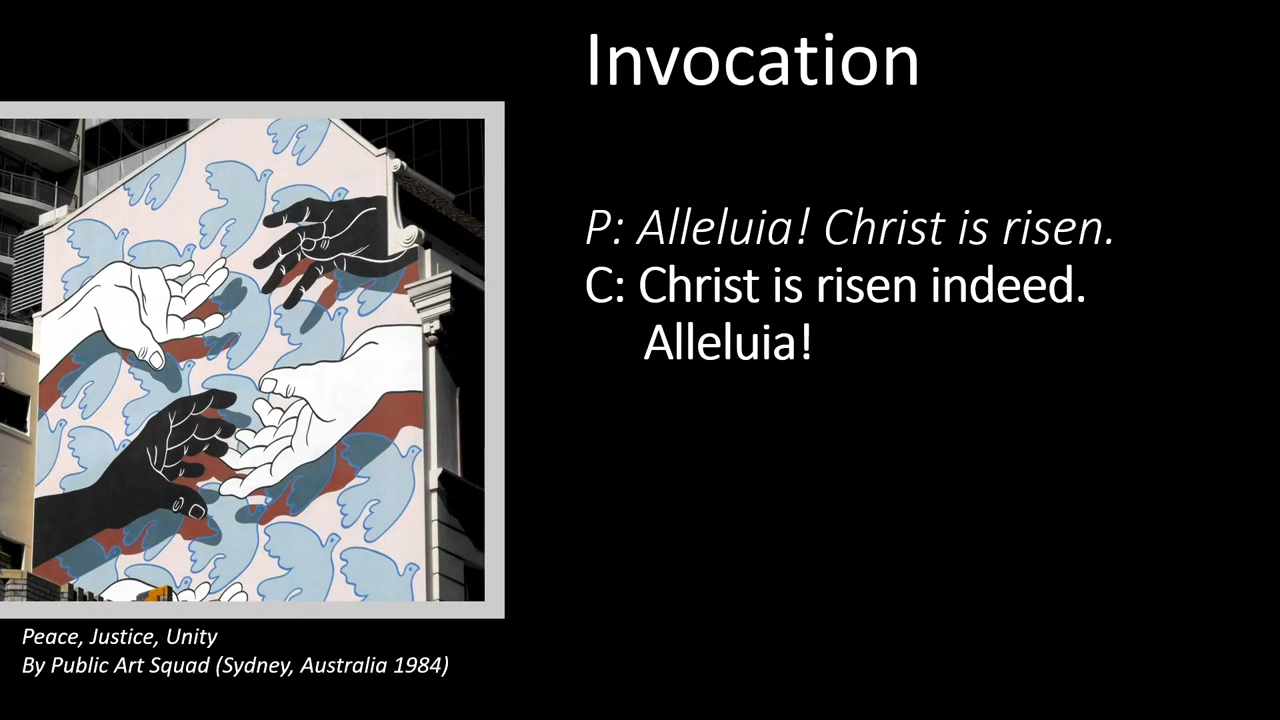 Invocation
P: Alleluia! Christ is risen.
C: Christ is risen indeed.
Alleluia!
Peace, Justice, Unity
By Public Art Squad (Sydney, Australia 1984)